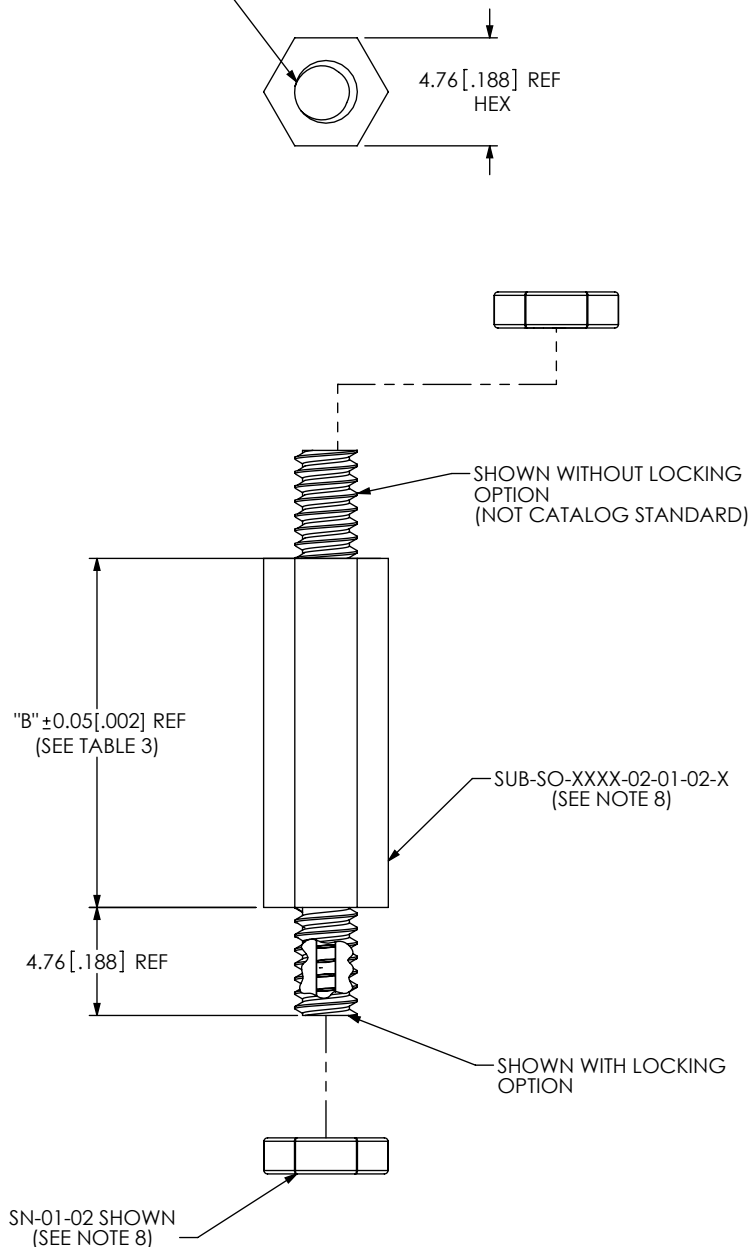 4.76 [.188] REF
HEX
SHOWN WITHOUT LOCKING
OPTION
(NOT CATALOG STANDARD)
"B" ±0.05[.002] REF
(SEE TABLE 3)
SUB-SO-XXXX-02-01-02-X
(SEE NOTE 8)
4.76 [.188] REF
SHOWN WITH LOCKING
OPTION
SN-01-02 SHOWN
(SEE NOTE 8)